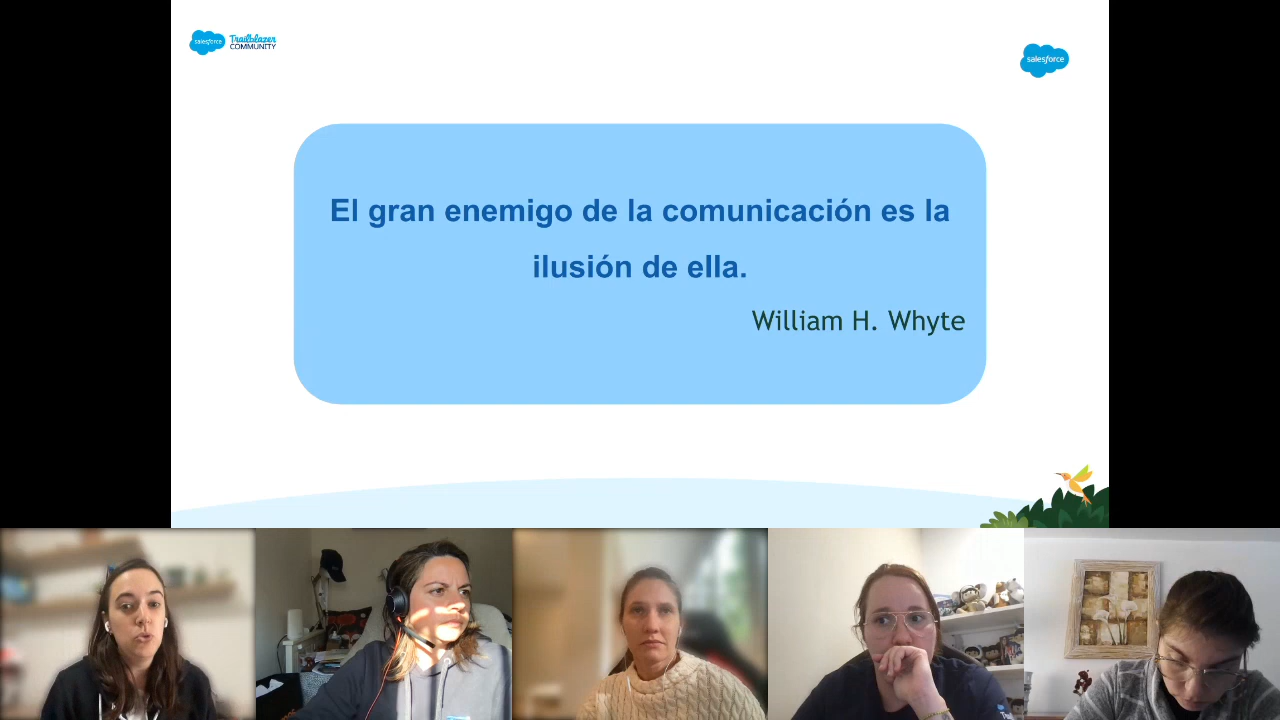 salesforce
Trailblazer
COMMUNITY
salesforce
El gran enemigo de la comunicación es la
ilusión de ella.
William H. Whyte